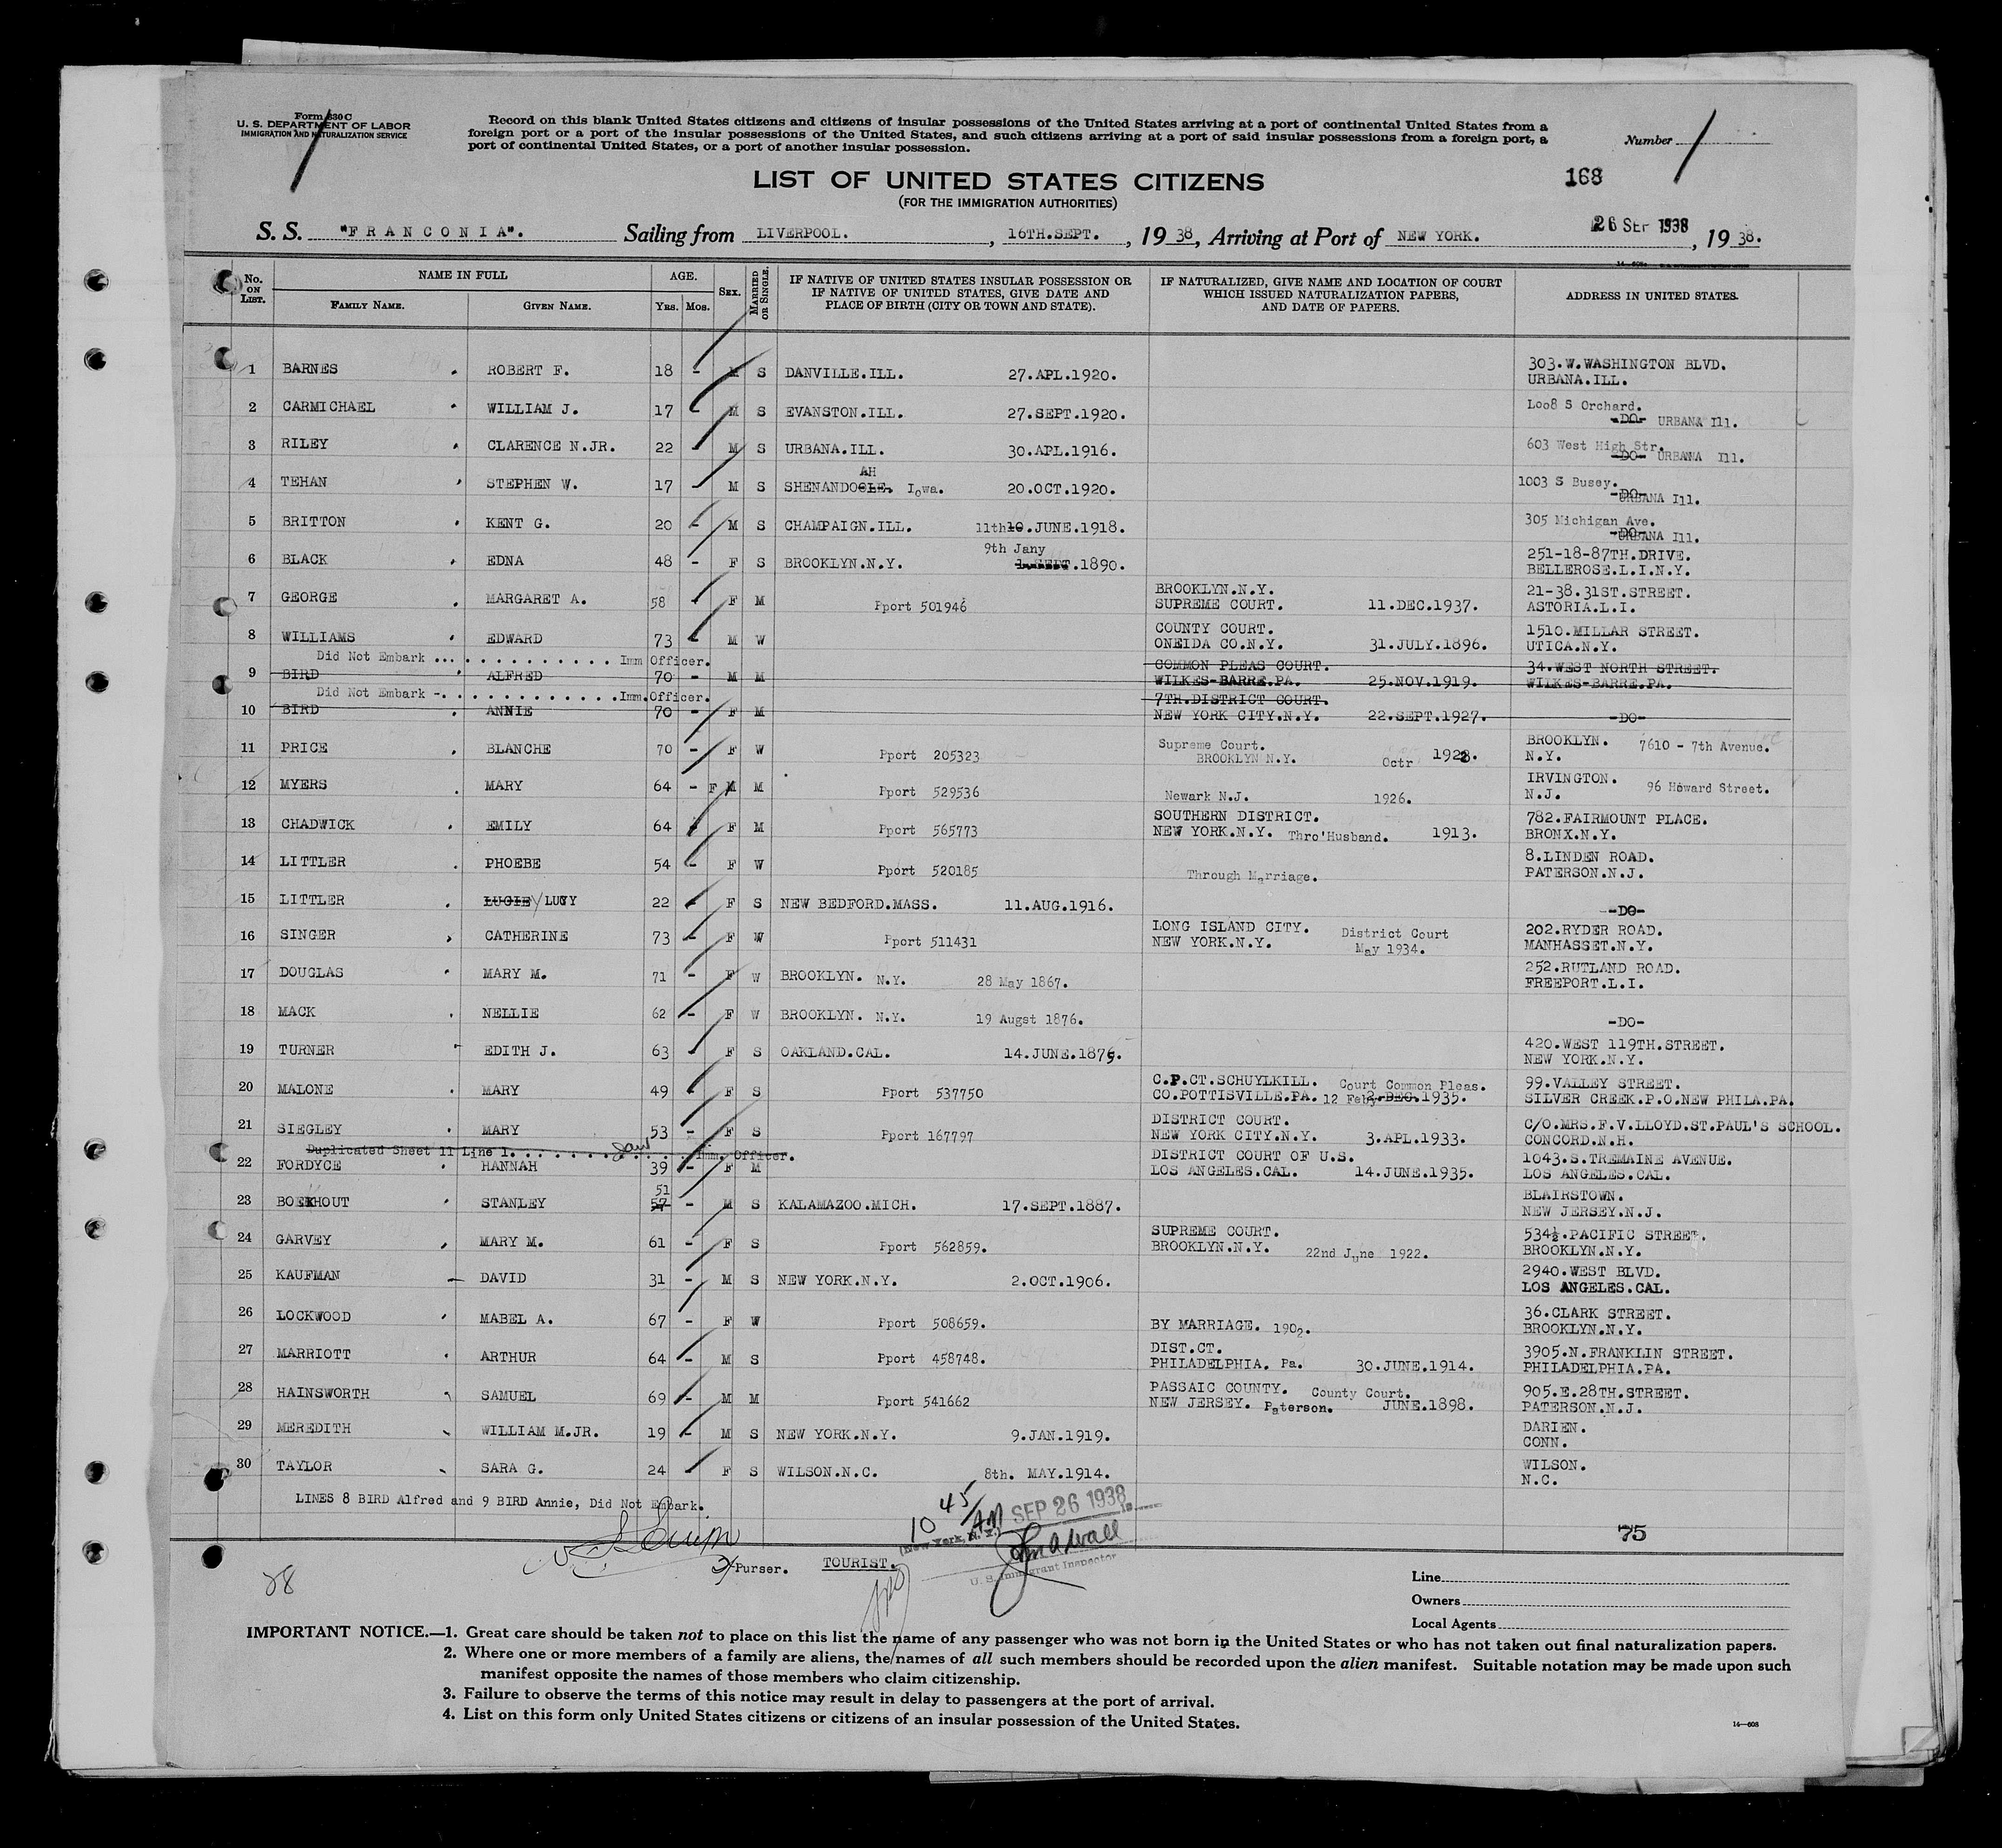 Form 630 C
U. S. DEPARTMENT OF LABOR
IMMIGRATION AND NATURALIZATION SERVICE
Record on this blank United States citizens and citizens of insular possessions of the United States arriving at a port of continental United States from a
foreign port or a port of the insular possessions of the United States, and such citizens arriving at a port of said insular possessions from a foreign port, a
port of continental United States, or a port of another insular possession.
Number 1
LIST OF UNITED STATES CITIZENS
168
(FOR THE IMMIGRATION AUTHORITIES)
S. S. "FRANCONIA". Sailing from LIVERPOOL. , 16TH.SEPT. , 19 38, Arriving at Port of NEW YORK. 26 SEP 1938 , 19 38.
No. ON LIST. NAME IN FULL AGE. SEX. MARRIED OR SINGLE. IF NATIVE OF UNITED STATES INSULAR POSSESSION OR IF NATIVE OF UNITED STATES, GIVE DATE AND PLACE OF BIRTH (CITY OR TOWN AND STATE). IF NATURALIZED, GIVE NAME AND LOCATION OF COURT WHICH ISSUED NATURALIZATION PAPERS, AND DATE OF PAPERS. ADDRESS IN UNITED STATES.
FAMILY NAME. GIVEN NAME. YRS. MOS.
1 BARNES ROBERT F. 18 - M S DANVILLE.ILL. 27.APL.1920. 303.W.WASHINGTON BLVD.
URBANA.ILL.
2 CARMICHAEL WILLIAM J. 17 - M S EVANSTON.ILL. 27.SEPT.1920. Loo8 S Orchard.
-DO- URBANA Ill.
3 RILEY CLARENCE N.JR. 22 - M S URBANA.ILL. 30.APL.1916. 603 West High Str.
-DO- URBANA Ill.
AH
4 TEHAN STEPHEN W. 17 - M S SHENANDOCLE. Iowa. 20.OCT.1920. 1003 S Busey.
-DO- URBANA Ill.
5 BRITTON KENT G. 20 - M S CHAMPAIGN.ILL. 11th10.JUNE.1918. 305 Michigan Ave.
-DO- URBANA Ill.
9th Jany
6 BLACK EDNA 48 - F S BROOKLYN.N.Y. .1890. 251-18-87TH.DRIVE.
BELLEROSE.L.I.N.Y.
7 GEORGE MARGARET A. 58 - F M Pport 501946 BROOKLYN.N.Y. 21-38.31ST.STREET.
SUPREME COURT. 11.DEC.1937. ASTORIA.L.I.
8 WILLIAMS EDWARD 73 - M W COUNTY COURT. 1510.MILLAR STREET.
ONEIDA CO.N.Y. 31.JULY.1896. UTICA.N.Y.
Did Not Embark ... . . . . . . . . . . . Imm Officer.
9 BIRD ALFRED 70 - M M COMMON PLEAS COURT. 34.WEST NORTH STREET.
WILKES-BARRE.PA. 25.NOV.1919. WILKES-BARRE.PA.
Did Not Embark -. . . . . . . . . . . . .Imm.Officer.
10 BIRD ANNIE 70 - F M 7TH.DISTRICT COURT.
NEW YORK CITY.N.Y. 22.SEPT.1927. -DO-
11 PRICE BLANCHE 70 - F W Pport 205323 Supreme Court. BROOKLYN. 7610 - 7th Avenue.
BROOKLYN N.Y. Octr 1928. N.Y.
12 MYERS MARY 64 - F M M Pport 529536 IRVINGTON. 96 Howard Street.
Newark N.J. 1926. N.J.
13 CHADWICK EMILY 64 - F M Pport 565773 SOUTHERN DISTRICT. 782.FAIRMOUNT PLACE.
NEW YORK.N.Y. Thro'Husband. 1913. BRONX.N.Y.
14 LITTLER PHOEBE 54 - F W Pport 520185 8.LINDEN ROAD.
Through Marriage. PATERSON.N.J.
15 LITTLER LUCIE/LUCY 22 - F S NEW BEDFORD.MASS. 11.AUG.1916. -DO-
16 SINGER CATHERINE 73 - F W Pport 511431 LONG ISLAND CITY. District Court 202.RYDER ROAD.
NEW YORK.N.Y. May 1934. MANHASSET.N.Y.
17 DOUGLAS MARY M. 71 - F W BROOKLYN. N.Y. 28 May 1867. 252.RUTLAND ROAD.
FREEPORT.L.I.
18 MACK NELLIE 62 - F W BROOKLYN. N.Y. 19 Augst 1876. -DO-
19 TURNER EDITH J. 63 - F S OAKLAND.CAL. 14.JUNE.1875. 420.WEST 119TH.STREET.
NEW YORK.N.Y.
20 MALONE MARY 49 - F S Pport 537750 C.P.CT.SCHUYLKILL. Court Common Pleas. 99.VALLEY STREET.
CO.POTTISVILLE.PA. 12 Feby 2.DEC.1935. SILVER CREEK.P.O.NEW PHILA.PA.
21 SIEGLEY MARY 53 - F S Pport 167797 DISTRICT COURT. C/O.MRS.F.V.LLOYD.ST.PAUL'S SCHOOL.
NEW YORK CITY.N.Y. 3.APL.1933. CONCORD.N.H.
Duplicated Sheet 11 Line 1. . . . . . . . . . . Imm. Officer.
22 FORDYCE HANNAH 39 - F M DISTRICT COURT OF U.S. 1043.S.TREMAINE AVENUE.
LOS ANGELES.CAL. 14.JUNE.1935. LOS ANGELES.CAL.
51
23 BOEKHOUT STANLEY 57 - M S KALAMAZOO.MICH. 17.SEPT.1887. BLAIRSTOWN.
NEW JERSEY.N.J.
24 GARVEY MARY M. 61 - F S Pport 562859. SUPREME COURT. 534½.PACIFIC STREET.
BROOKLYN.N.Y. 22nd June 1922. BROOKLYN.N.Y.
25 KAUFMAN DAVID 31 - M S NEW YORK.N.Y. 2.OCT.1906. 2940.WEST BLVD.
LOS ANGELES.CAL.
26 LOCKWOOD MABEL A. 67 - F W Pport 508659. BY MARRIAGE. 1902. 36.CLARK STREET.
BROOKLYN.N.Y.
27 MARRIOTT ARTHUR 64 - M S Pport 458748. DIST.CT. 3905.N.FRANKLIN STREET.
PHILADELPHIA. Pa. 30.JUNE.1914. PHILADELPHIA.PA.
28 HAINSWORTH SAMUEL 69 - M M Pport 541662 PASSAIC COUNTY. County Court. 905.E.28TH.STREET.
NEW JERSEY. Paterson. JUNE.1898. PATERSON.N.J.
29 MEREDITH WILLIAM M.JR. 19 - M S NEW YORK.N.Y. 9.JAN.1919. DARIEN.
CONN.
30 TAYLOR SARA G. 24 - F S WILSON.N.C. 8th. MAY.1914. WILSON.
N.C.
LINES 8 BIRD Alfred and 9 BIRD Annie, Did Not Embark.
10 45/AM SEP 26 1938
(New York, N. Y.) 19
75
Purser. TOURIST.
U. S. Immigrant Inspector
28
Line
Owners
Local Agents
IMPORTANT NOTICE.—1. Great care should be taken not to place on this list the name of any passenger who was not born in the United States or who has not taken out final naturalization papers.
2. Where one or more members of a family are aliens, the names of all such members should be recorded upon the alien manifest. Suitable notation may be made upon such
manifest opposite the names of those members who claim citizenship.
3. Failure to observe the terms of this notice may result in delay to passengers at the port of arrival.
4. List on this form only United States citizens or citizens of an insular possession of the United States.
14—608